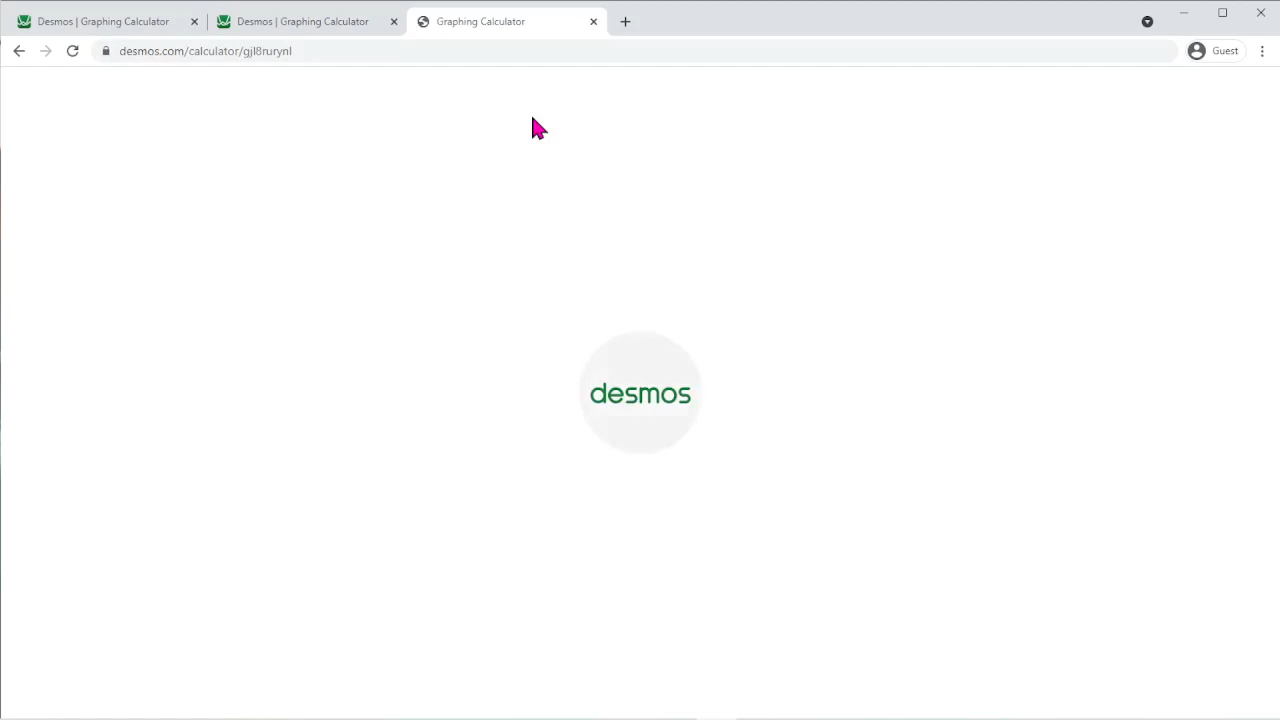 Desmos | Graphing Calculator
Desmos | Graphing Calculator
Graphing Calculator
desmos.com/calculator/gjl8rurynl
Guest
desmos